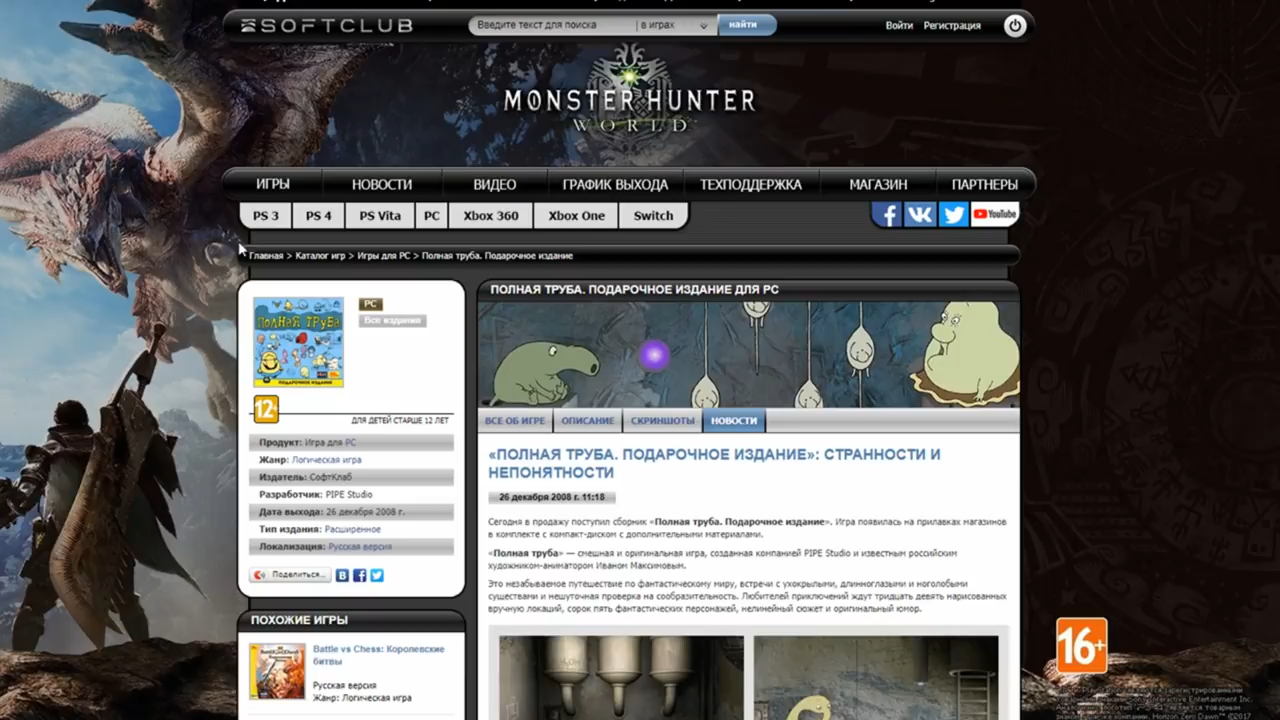 SOFTCLUB
Введите текст для поиска
в играх
найти
Войти
Регистрация
MONSTER HUNTER
WORLD
ИГРЫ
НОВОСТИ
ВИДЕО
ГРАФИК ВЫХОДА
ТЕХПОДДЕРЖКА
МАГАЗИН
ПАРТНЕРЫ
PS 3
PS 4
PS Vita
PC
Xbox 360
Xbox One
Switch
YouTube
Главная > Каталог игр > Игры для PC > Полная труба. Подарочное издание
ПОЛНАЯ ТРУБА
ПОДАРОЧНОЕ ИЗДАНИЕ
PC
Все издания
12+
ДЛЯ ДЕТЕЙ СТАРШЕ 12 ЛЕТ
Продукт: Игра для PC
Жанр: Логическая игра
Издатель: СофтКлаб
Разработчик: PIPE Studio
Дата выхода: 26 декабря 2008 г.
Тип издания: Расширенное
Локализация: Русская версия
Поделиться...
ПОХОЖИЕ ИГРЫ
Battle vs Chess: Королевские
битвы
Русская версия
Жанр: Логическая игра
ПОЛНАЯ ТРУБА. ПОДАРОЧНОЕ ИЗДАНИЕ ДЛЯ PC
ВСЕ ОБ ИГРЕ
ОПИСАНИЕ
СКРИНШОТЫ
НОВОСТИ
«ПОЛНАЯ ТРУБА. ПОДАРОЧНОЕ ИЗДАНИЕ»: СТРАННОСТИ И
НЕПОНЯТНОСТИ
26 декабря 2008 г. 11:18
Сегодня в продажу поступил сборник «Полная труба. Подарочное издание». Игра появилась на прилавках магазинов
в комплекте с компакт-диском с дополнительными материалами.
«Полная труба» — смешная и оригинальная игра, созданная компанией PIPE Studio и известным российским
художником-аниматором Иваном Максимовым.
Это незабываемое путешествие по фантастическому миру, встречи с ухокрылыми, длинноглазыми и ноголобыми
существами и нешуточная проверка на сообразительность. Любителей приключений ждут тридцать девять нарисованных
вручную локаций, сорок пять фантастических персонажей, нелинейный сюжет и оригинальный юмор.
16+